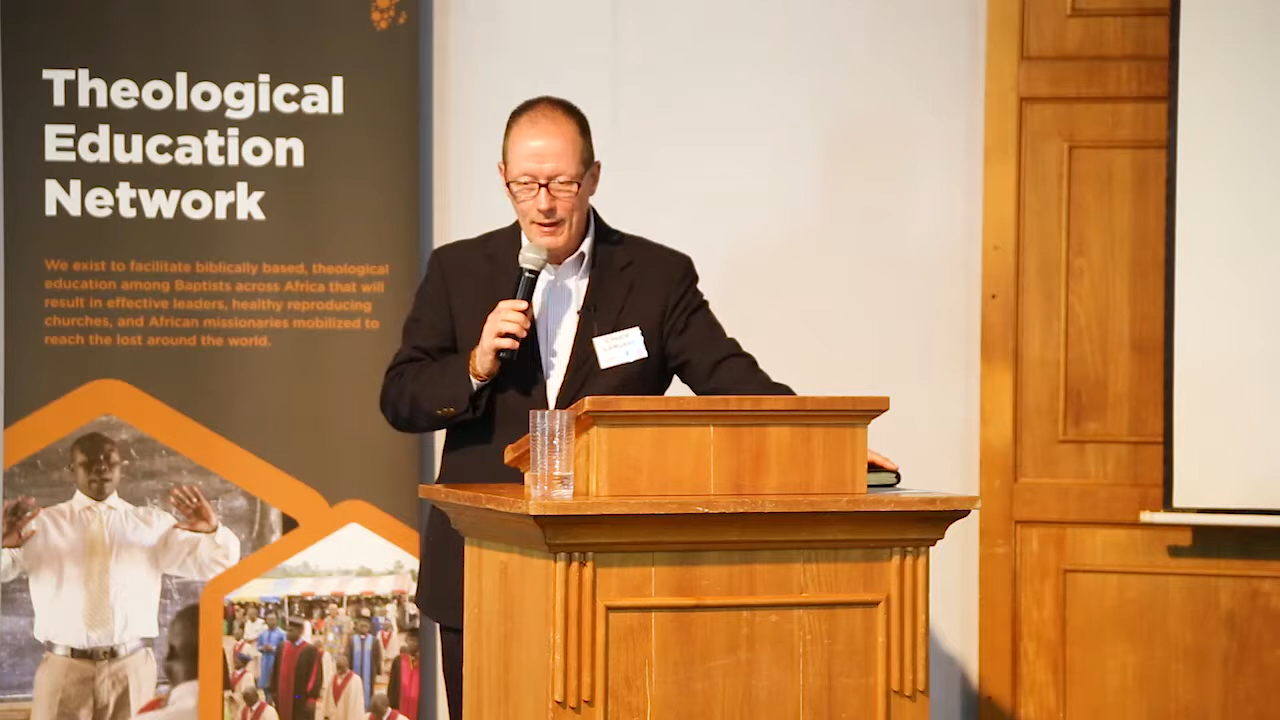 Theological
Education
Network
We exist to facilitate biblically based, theological
education among Baptists across Africa that will
result in effective leaders, healthy reproducing
churches, and African missionaries mobilized to
reach the lost around the world.